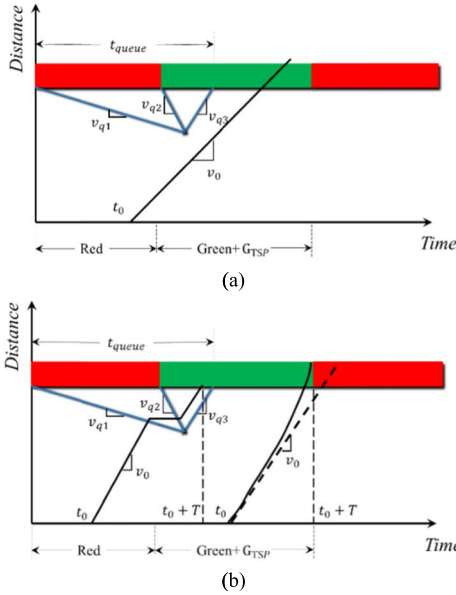 Distance
t_queue
v_q1
v_q2
v_q3
v_0
t_0
Time
Red
Green+ G_TSP
(a)
Distance
t_queue
v_q1
v_q2
v_q3
v_0
v_0
t_0
t_0 + T
t_0
t_0 + T
Time
Red
Green+ G_TSP
(b)